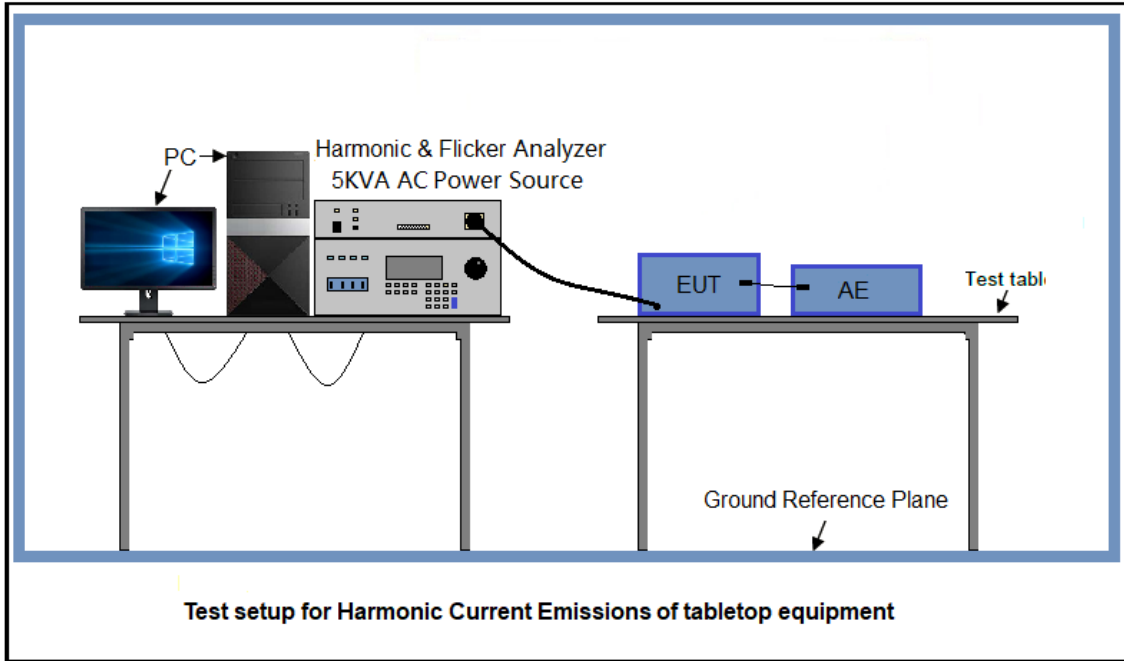 PC
Harmonic & Flicker Analyzer
5KVA AC Power Source
EUT
AE
Test tabl
Ground Reference Plane
Test setup for Harmonic Current Emissions of tabletop equipment